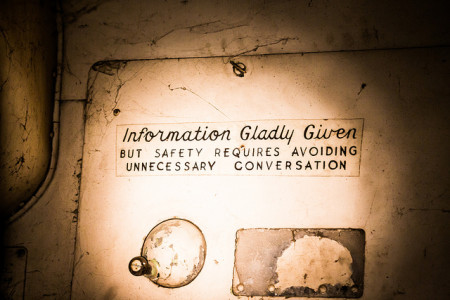 Information Gladly Given
BUT SAFETY REQUIRES AVOIDING
UNNECESSARY CONVERSATION